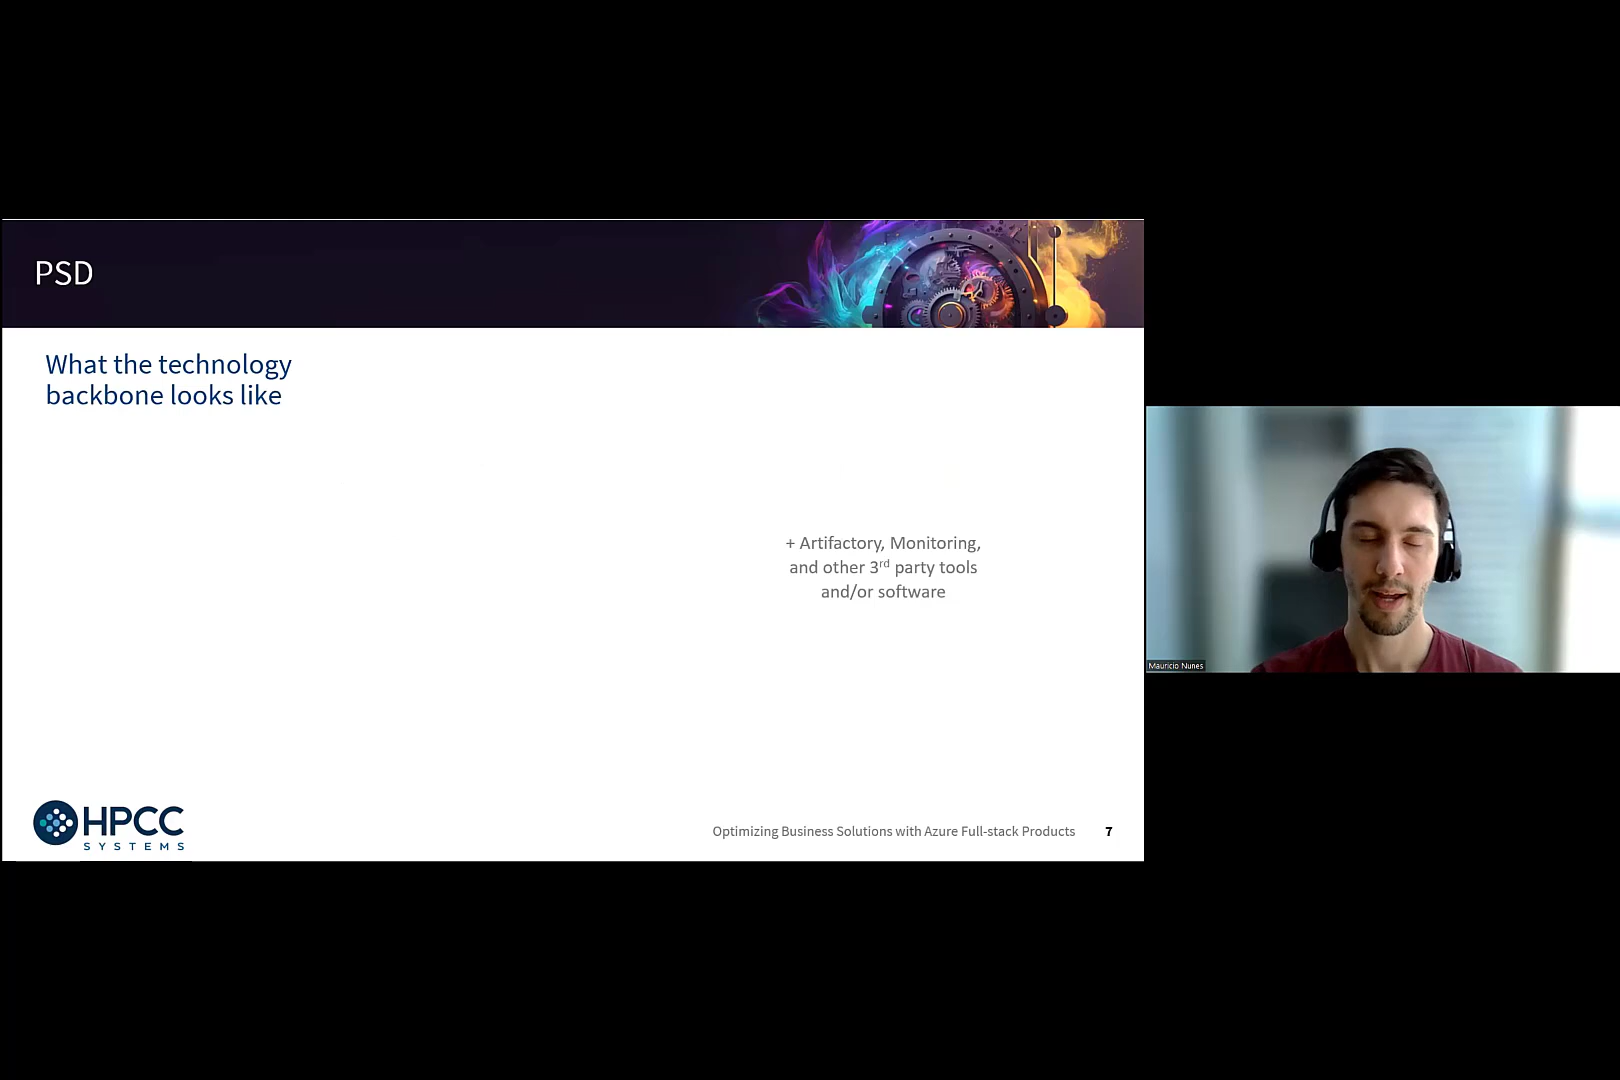 PSD
What the technology
backbone looks like
+ Artifactory, Monitoring,
and other 3rd party tools
and/or software
Mauricio Nunes
HPCC
SYSTEMS
Optimizing Business Solutions with Azure Full-stack Products 7